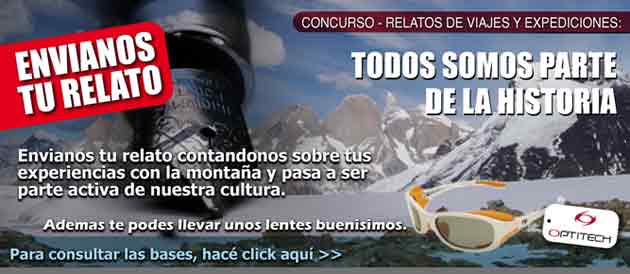 CONCURSO - RELATOS DE VIAJES Y EXPEDICIONES:
ENVIANOS
TU RELATO
TODOS SOMOS PARTE
DE LA HISTORIA
Envianos tu relato contandonos sobre tus
experiencias con la montaña y pasa a ser
parte activa de nuestra cultura.
Ademas te podes llevar unos lentes buenisimos.
OPTITECH
Para consultar las bases, hacé click aquí >>